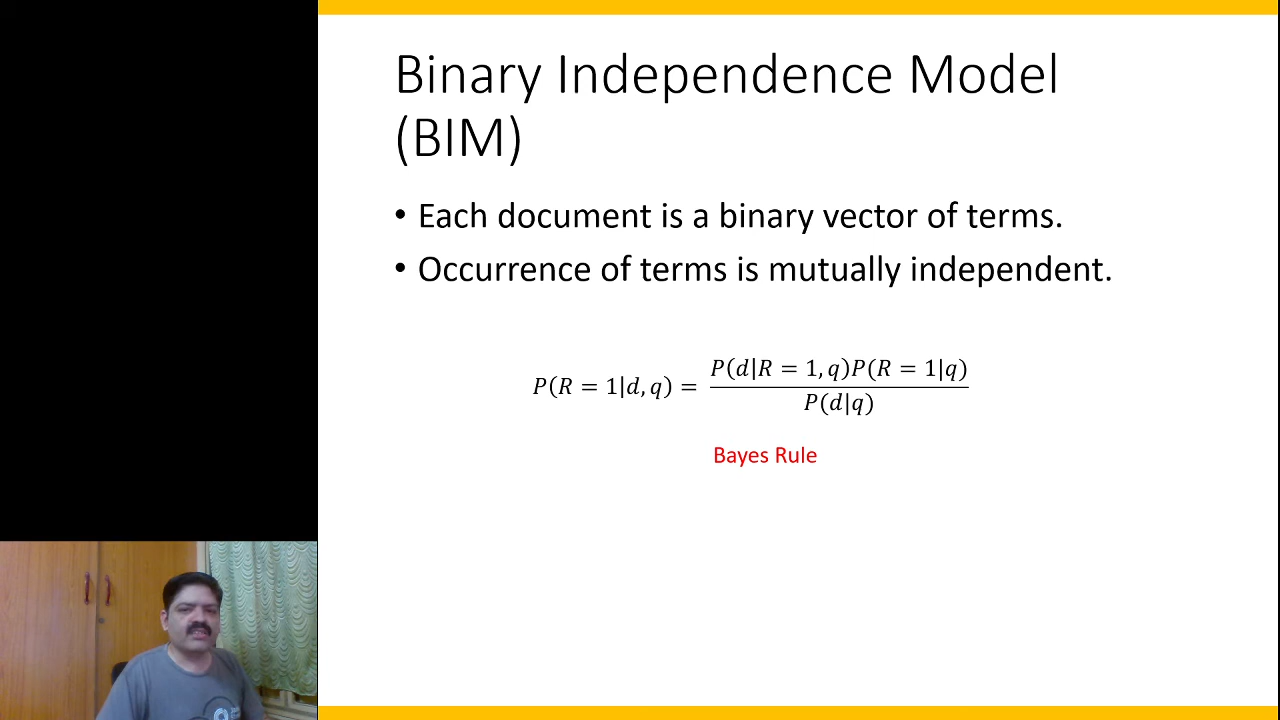 Binary Independence Model
(BIM)
• Each document is a binary vector of terms.
• Occurrence of terms is mutually independent.
P(R = 1|d, q) = P(d|R = 1, q)P(R = 1|q) / P(d|q)
Bayes Rule